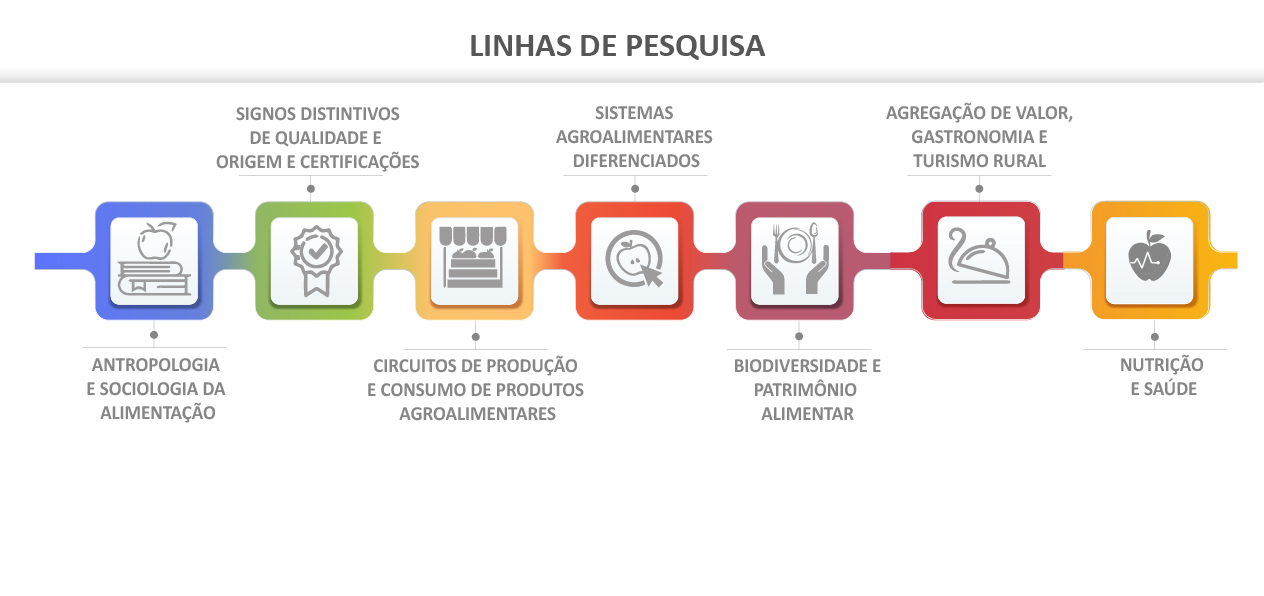 LINHAS DE PESQUISA
SIGNOS DISTINTIVOS
DE QUALIDADE E
ORIGEM E CERTIFICAÇÕES
SISTEMAS
AGROALIMENTARES
DIFERENCIADOS
AGREGAÇÃO DE VALOR,
GASTRONOMIA E
TURISMO RURAL
ANTROPOLOGIA
E SOCIOLOGIA DA
ALIMENTAÇÃO
CIRCUITOS DE PRODUÇÃO
E CONSUMO DE PRODUTOS
AGROALIMENTARES
BIODIVERSIDADE E
PATRIMÔNIO
ALIMENTAR
NUTRIÇÃO
E SAÚDE